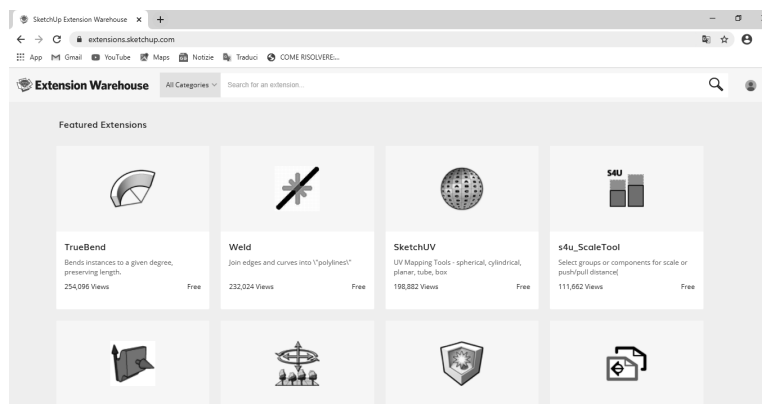 SketchUp Extension Warehouse
extensions.sketchup.com
App Gmail YouTube Maps Notizie Traduci COME RISOLVERE:...
Extension Warehouse All Categories Search for an extension...
Featured Extensions
S4U
TrueBend
Bends instances to a given degree,
preserving length.
254,096 Views Free
Weld
Join edges and curves into \"polylines\"
232,024 Views Free
SketchUV
UV Mapping Tools - spherical, cylindrical,
planar, tube, box
198,882 Views Free
s4u_ScaleTool
Select groups or components for scale or
push/pull distance(
111,662 Views Free